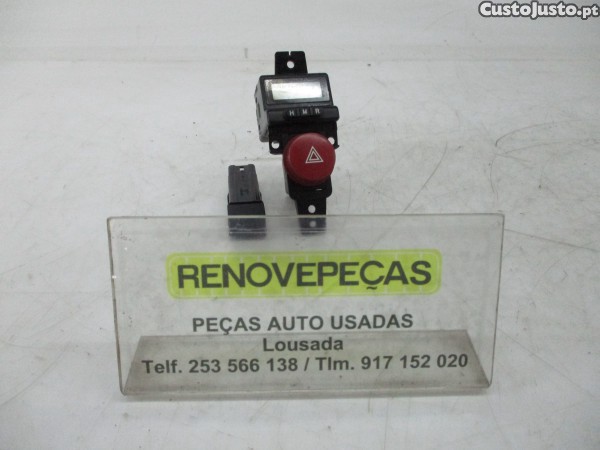 CustoJusto.pt
H M R
RENOVEPEÇAS
PEÇAS AUTO USADAS
Lousada
Telf. 253 566 138 / Tlm. 917 152 020